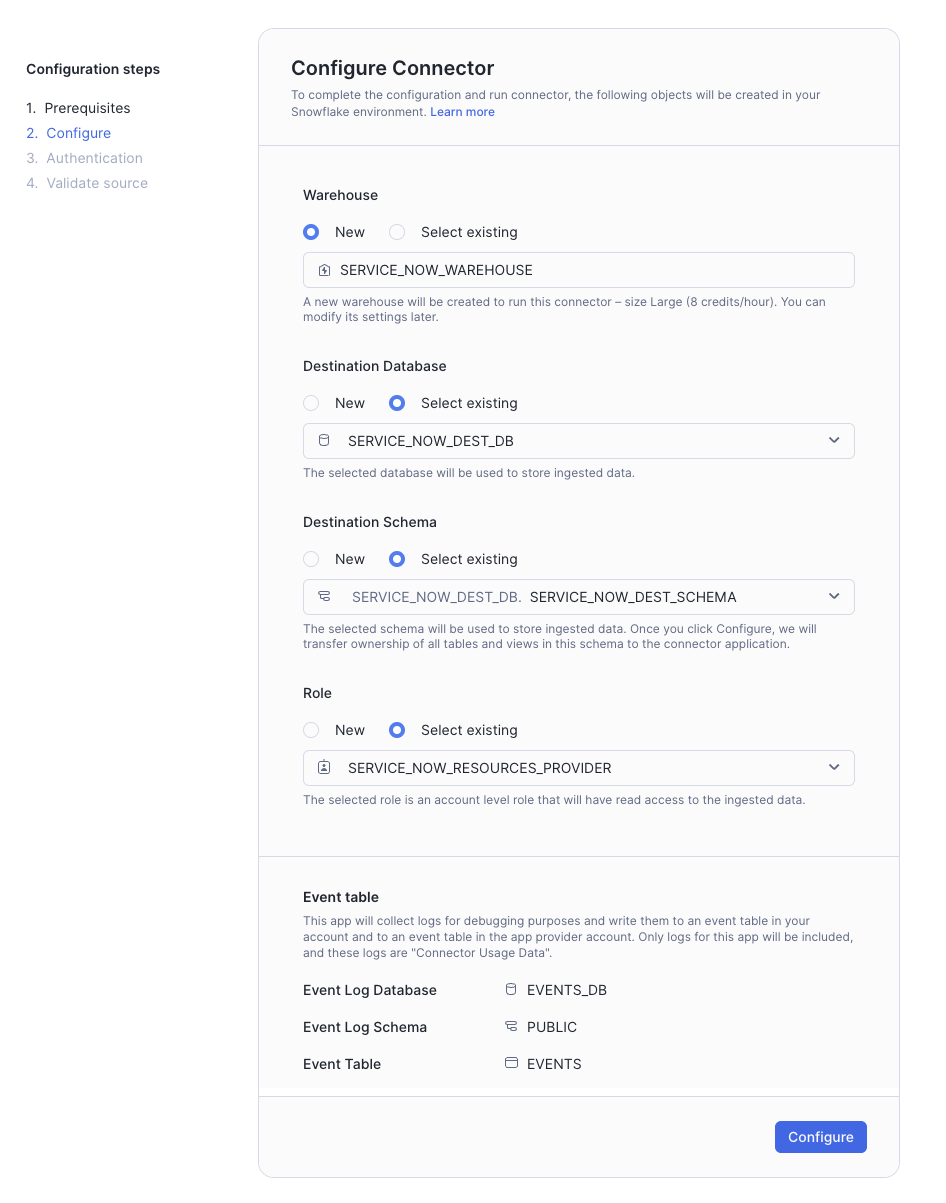 Configuration steps
1. Prerequisites
2. Configure
3. Authentication
4. Validate source
Configure Connector
To complete the configuration and run connector, the following objects will be created in your
Snowflake environment. Learn more
Warehouse
New Select existing
SERVICE_NOW_WAREHOUSE
A new warehouse will be created to run this connector – size Large (8 credits/hour). You can
modify its settings later.
Destination Database
New Select existing
SERVICE_NOW_DEST_DB
The selected database will be used to store ingested data.
Destination Schema
New Select existing
SERVICE_NOW_DEST_DB. SERVICE_NOW_DEST_SCHEMA
The selected schema will be used to store ingested data. Once you click Configure, we will
transfer ownership of all tables and views in this schema to the connector application.
Role
New Select existing
SERVICE_NOW_RESOURCES_PROVIDER
The selected role is an account level role that will have read access to the ingested data.
Event table
This app will collect logs for debugging purposes and write them to an event table in your
account and to an event table in the app provider account. Only logs for this app will be included,
and these logs are "Connector Usage Data".
Event Log Database EVENTS_DB
Event Log Schema PUBLIC
Event Table EVENTS
Configure